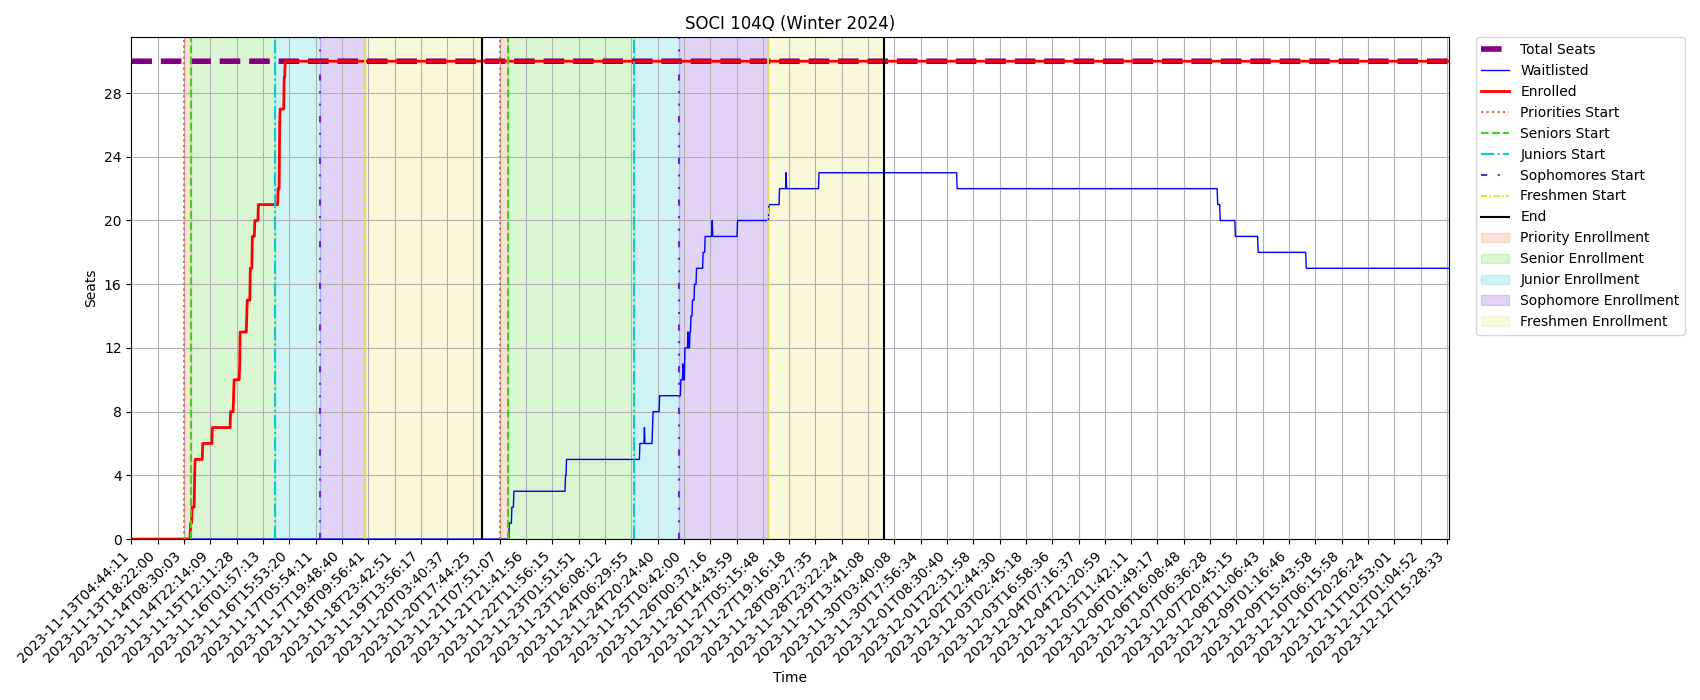 SOCI 104Q (Winter 2024)
Total Seats
Waitlisted
Enrolled
Priorities Start
Seniors Start
Juniors Start
Sophomores Start
Freshmen Start
End
Priority Enrollment
Senior Enrollment
Junior Enrollment
Sophomore Enrollment
Freshmen Enrollment
Seats
28
24
20
16
12
8
4
0
2023-11-13T04:44:11
2023-11-13T18:22:00
2023-11-14T08:30:03
2023-11-14T22:14:09
2023-11-15T12:11:28
2023-11-16T01:57:13
2023-11-16T15:53:20
2023-11-17T05:54:11
2023-11-17T19:48:40
2023-11-18T09:56:41
2023-11-18T23:42:51
2023-11-19T13:56:17
2023-11-20T03:40:37
2023-11-20T17:44:25
2023-11-21T07:51:07
2023-11-21T21:41:56
2023-11-22T11:56:15
2023-11-23T01:51:51
2023-11-23T16:08:12
2023-11-24T06:29:55
2023-11-24T20:24:40
2023-11-25T10:42:00
2023-11-26T00:37:16
2023-11-26T14:43:59
2023-11-27T05:15:48
2023-11-27T19:16:18
2023-11-28T09:27:35
2023-11-28T23:22:24
2023-11-29T13:41:08
2023-11-30T03:40:08
2023-11-30T17:56:34
2023-12-01T08:30:40
2023-12-01T22:31:58
2023-12-02T12:44:30
2023-12-03T02:45:18
2023-12-03T16:58:36
2023-12-04T07:16:37
2023-12-04T21:20:59
2023-12-05T11:42:11
2023-12-06T01:49:17
2023-12-06T16:08:48
2023-12-07T06:36:28
2023-12-07T20:45:15
2023-12-08T11:06:43
2023-12-09T01:16:46
2023-12-09T15:43:58
2023-12-10T06:15:58
2023-12-10T20:26:24
2023-12-11T10:53:01
2023-12-12T01:04:52
2023-12-12T15:28:33
Time